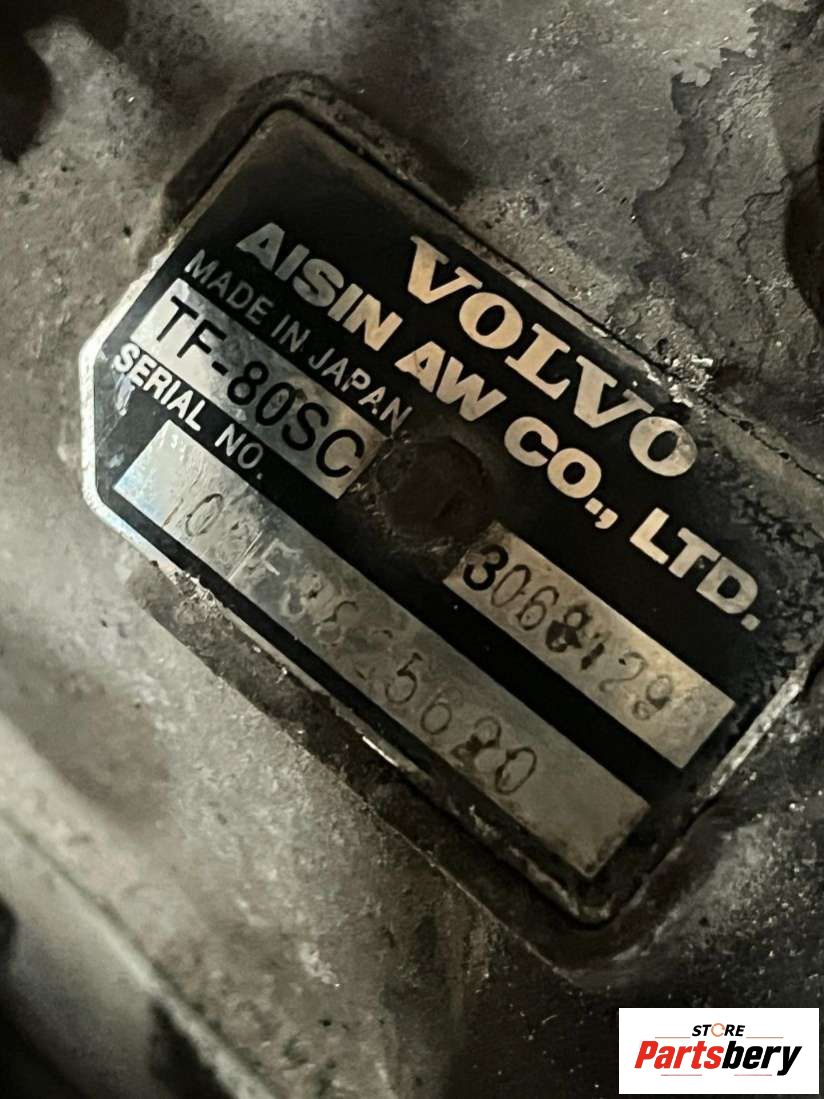 VOLVO
AISIN AW CO., LTD.
MADE IN JAPAN
TF-80SC
SERIAL NO.
STORE
Partsbery